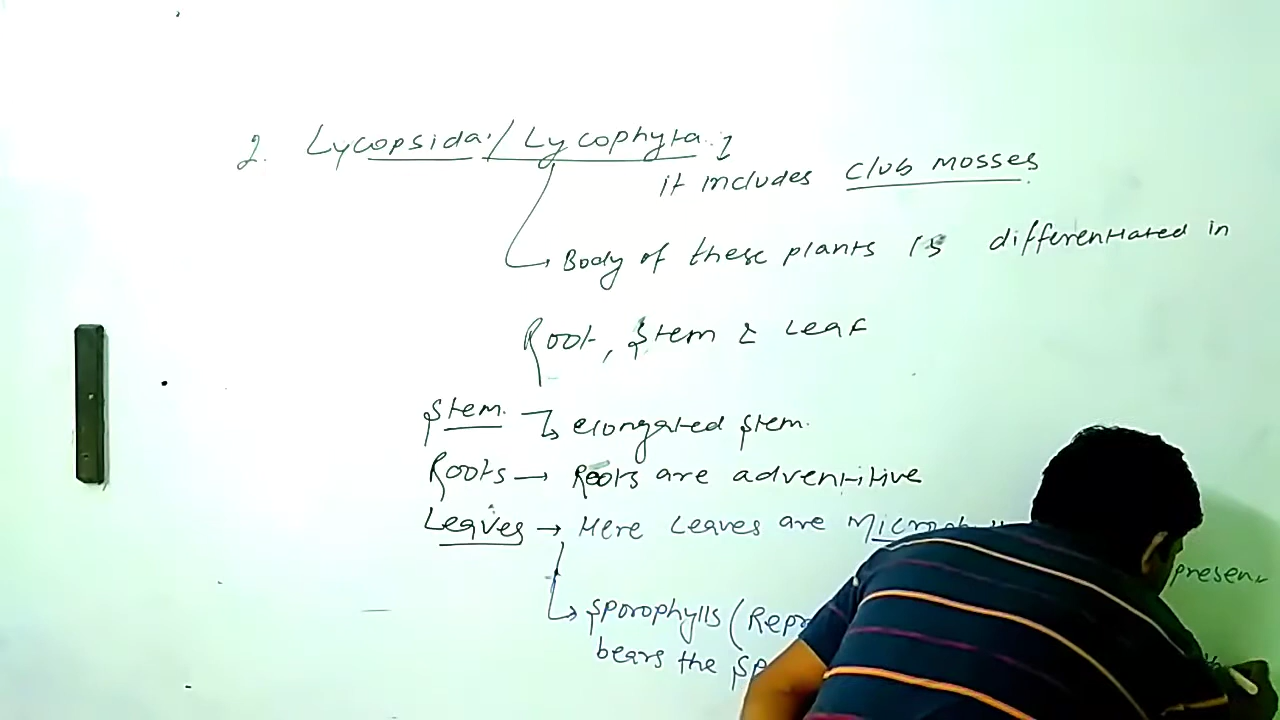 2. Lycopsida / Lycophyta :
it includes club mosses
Body of these plants is differentiated in
Root, Stem & Leaf
Stem. → elongated stem.
Roots → Roots are adventitive
Leaves → Here Leaves are
present
Sporophylls (
bears the